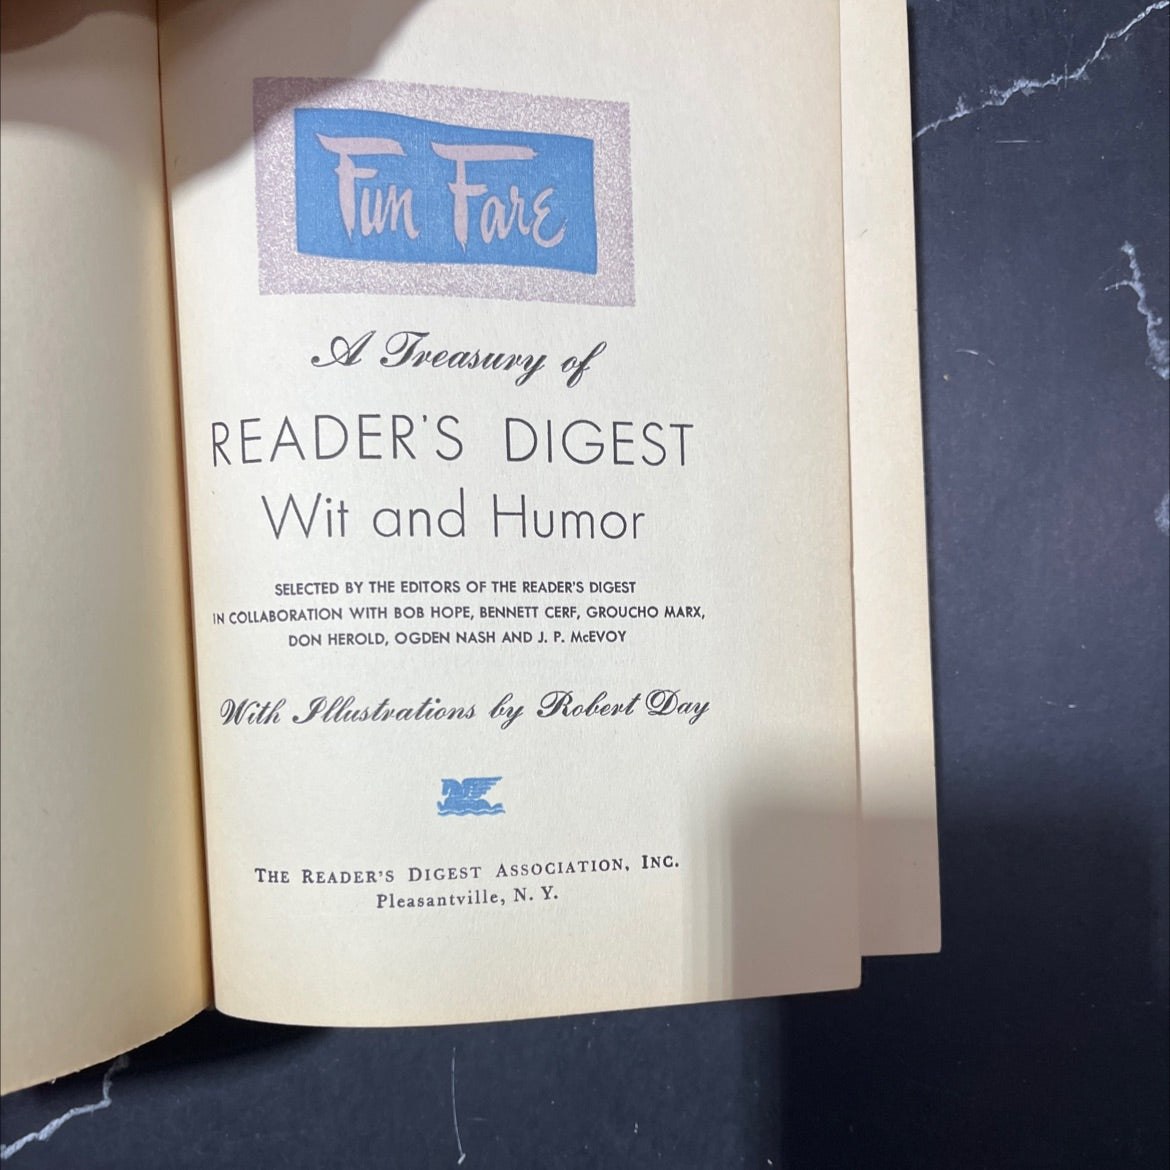 Fun Fare
A Treasury of
READER'S DIGEST
Wit and Humor
SELECTED BY THE EDITORS OF THE READER'S DIGEST
IN COLLABORATION WITH BOB HOPE, BENNETT CERF, GROUCHO MARX,
DON HEROLD, OGDEN NASH AND J. P. McEVOY
With Illustrations by Robert Day
THE READER'S DIGEST ASSOCIATION, INC.
Pleasantville, N. Y.